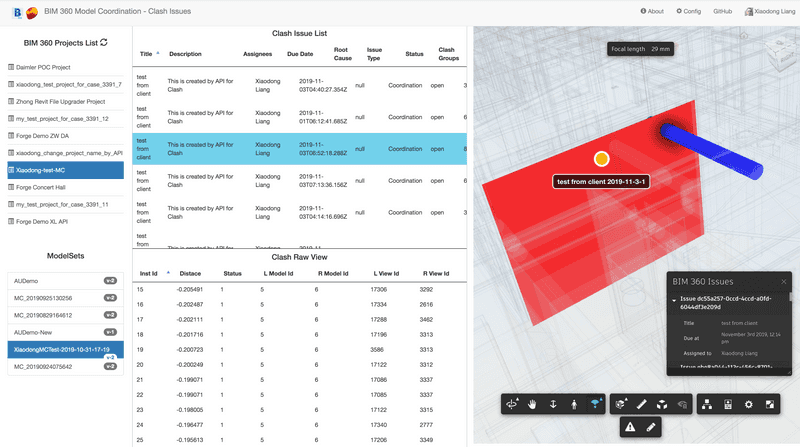 BIM 360 Model Coordination - Clash Issues
About
Config
GitHub
Xiaodong Liang
BIM 360 Projects List
Daimler POC Project
xiaodong_test_project_for_case_3391_7
Zhong Revit File Upgrader Project
my_test_project_for_case_3391_12
Forge Demo ZW DA
xiaodong_change_project_name_by_API
Xiaodong-test-MC
Forge Concert Hall
my_test_project_for_case_3391_11
Forge Demo XL API
ModelSets
AUDemo v-2
MC_20190925130256 v-2
MC_20190829164612 v-2
AUDemo-New v-1
XiaodongMCTest-2019-10-31-17-19
v-2
MC_20190924075642 v-2
Clash Issue List
Title Description Assignees Due Date Root Cause Issue Type Status Clash Groups
test from client This is created by API for Clash Xiaodong Liang 2019-11-03T04:40:27.354Z null Coordination open 3
test from client This is created by API for Clash Xiaodong Liang 2019-11-01T06:12:41.685Z null Coordination open 6
test from client This is created by API for Clash Xiaodong Liang 2019-11-03T06:52:18.288Z null Coordination open 8
test from client This is created by API for Clash Xiaodong Liang 2019-11-03T07:13:36.156Z null Coordination open 3
test from client This is created by API for Clash Xiaodong Liang 2019-11-03T04:14:16.694Z null Coordination open 6
test from
Clash Raw View
Inst Id Distace Status L Model Id R Model Id L View Id R View Id
15 -0.205491 1 5 6 17306 3292
16 -0.202487 1 5 6 17334 2616
17 -0.202111 1 5 6 17288 3462
18 -0.201716 1 5 6 17196 3313
19 -0.200723 1 5 6 3586 3313
20 -0.200249 1 5 6 17122 3312
21 -0.199071 1 5 6 17086 3337
22 -0.199071 1 5 6 17085 3337
23 -0.198005 1 5 6 17122 3315
24 -0.196477 1 5 6 17340 2777
25 -0.195613 1 5 6 17206 3349
Focal length 29 mm
test from client 2019-11-3-1
BIM 360 Issues
Issue dc55a257-0ccd-4ccd-a0fd-6044df3e209d
Title test from client
Due at November 3rd 2019, 12:14 pm
Assigned to Xiaodong Liang